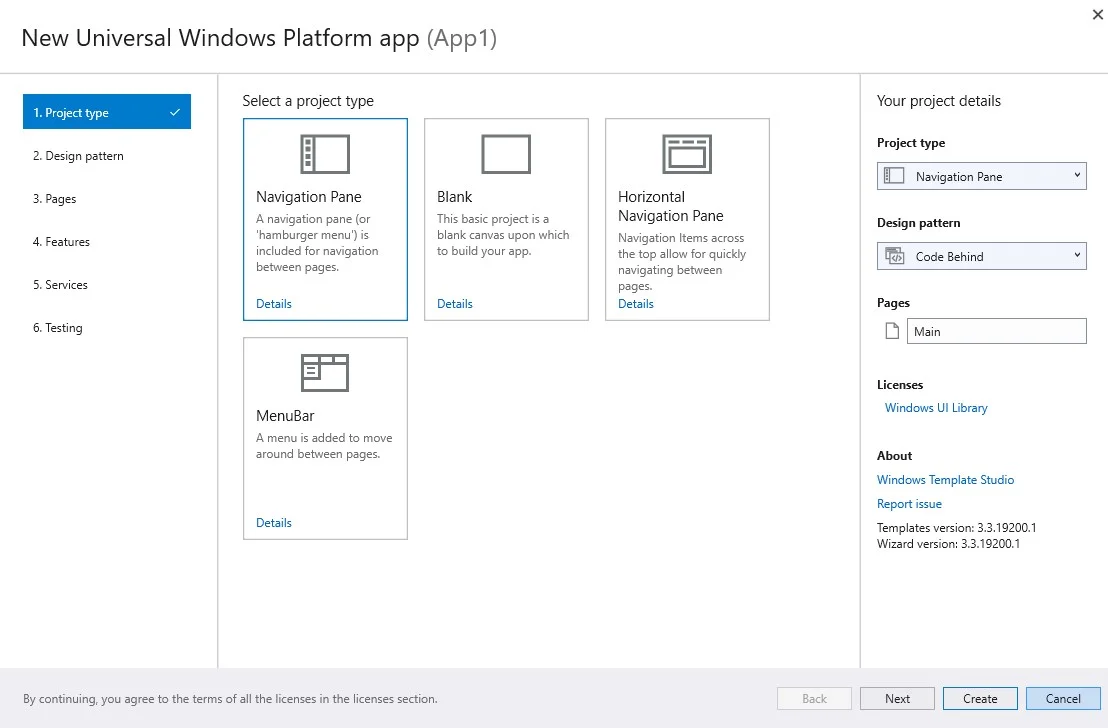 New Universal Windows Platform app (App1)
1. Project type
2. Design pattern
3. Pages
4. Features
5. Services
6. Testing
Select a project type
Navigation Pane
A navigation pane (or
'hamburger menu') is
included for navigation
between pages.
Details
Blank
This basic project is a
blank canvas upon which
to build your app.
Details
Horizontal
Navigation Pane
Navigation Items across
the top allow for quickly
navigating between
pages.
Details
MenuBar
A menu is added to move
around between pages.
Details
Your project details
Project type
Navigation Pane
Design pattern
Code Behind
Pages
Main
Licenses
Windows UI Library
About
Windows Template Studio
Report issue
Templates version: 3.3.19200.1
Wizard version: 3.3.19200.1
By continuing, you agree to the terms of all the licenses in the licenses section.
Back
Next
Create
Cancel